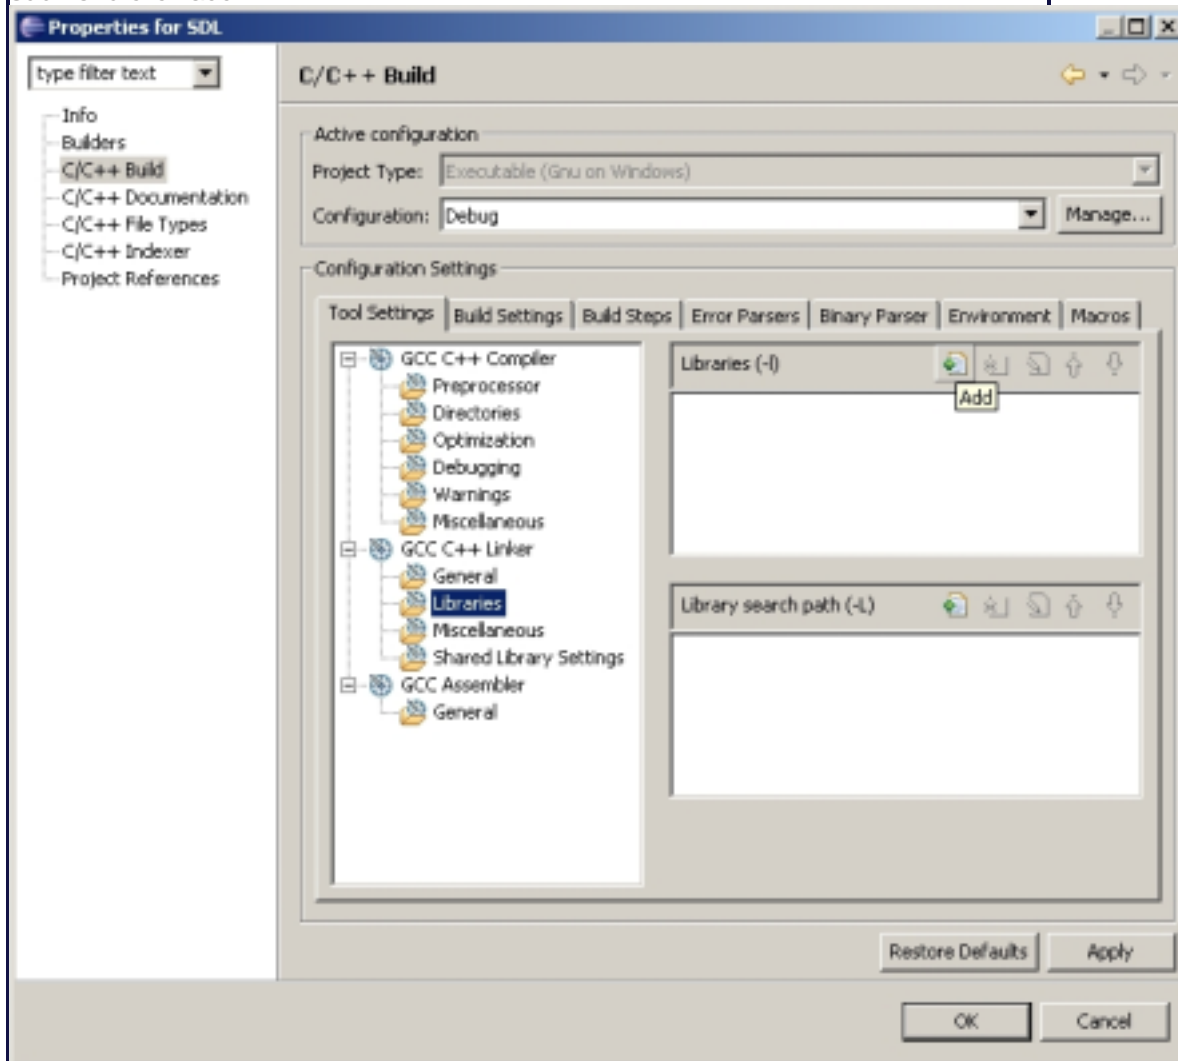 Properties for SDL
type filter text
C/C++ Build
Info
Builders
C/C++ Build
C/C++ Documentation
C/C++ File Types
C/C++ Indexer
Project References
Active configuration
Project Type: Executable (Gnu on Windows)
Configuration: Debug Manage...
Configuration Settings
Tool Settings Build Settings Build Steps Error Parsers Binary Parser Environment Macros
GCC C++ Compiler
Preprocessor
Directories
Optimization
Debugging
Warnings
Miscellaneous
GCC C++ Linker
General
Libraries
Miscellaneous
Shared Library Settings
GCC Assembler
General
Libraries (-l)
Add
Library search path (-L)
Restore Defaults Apply
OK Cancel